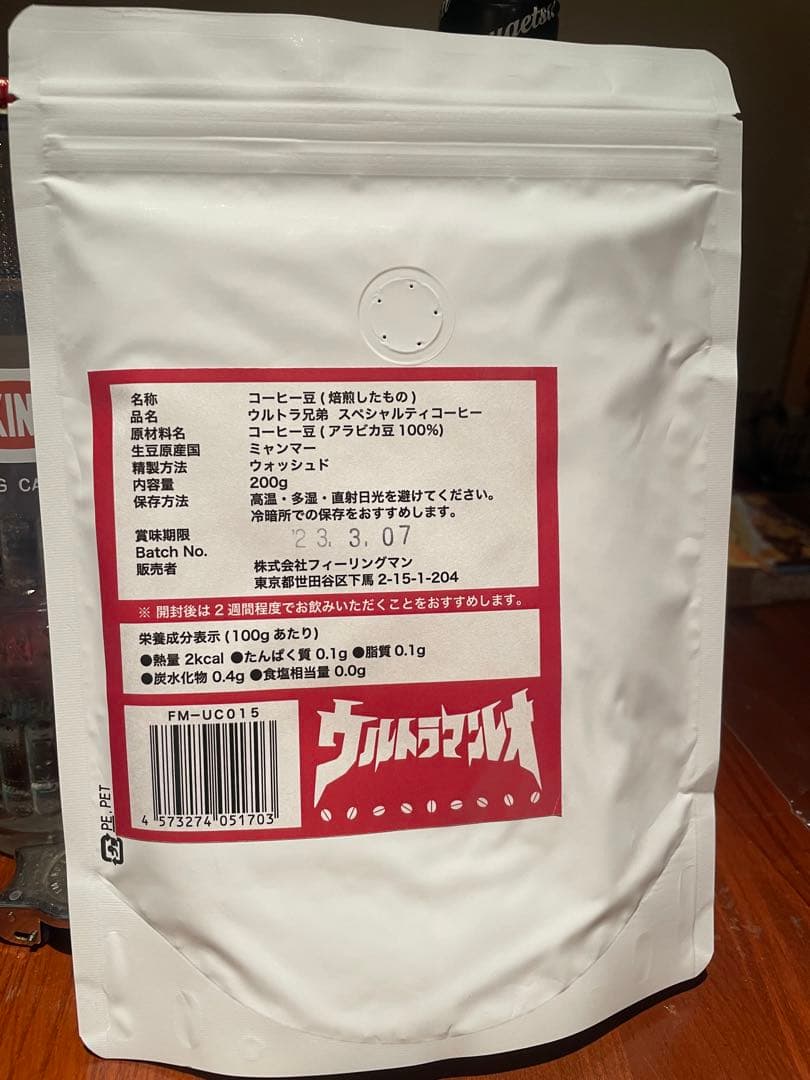 gets
KIN
G CA
名称 コーヒー豆 ( 焙煎したもの )
品名 ウルトラ兄弟 スペシャルティコーヒー
原材料名 コーヒー豆 ( アラビカ豆 100%)
生豆原産国 ミャンマー
精製方法 ウォッシュド
内容量 200g
保存方法 高温・多湿・直射日光を避けてください。
冷暗所での保存をおすすめします。
賞味期限 '23. 3. 07
Batch No.
販売者 株式会社フィーリングマン
東京都世田谷区下馬 2-15-1-204
※ 開封後は 2 週間程度でお飲みいただくことをおすすめします。
栄養成分表示 (100g あたり)
●熱量 2kcal ●たんぱく質 0.1g ●脂質 0.1g
●炭水化物 0.4g ●食塩相当量 0.0g
FM-UC015
4 573274 051703
ウルトラマンレオ
プラ PE, PET